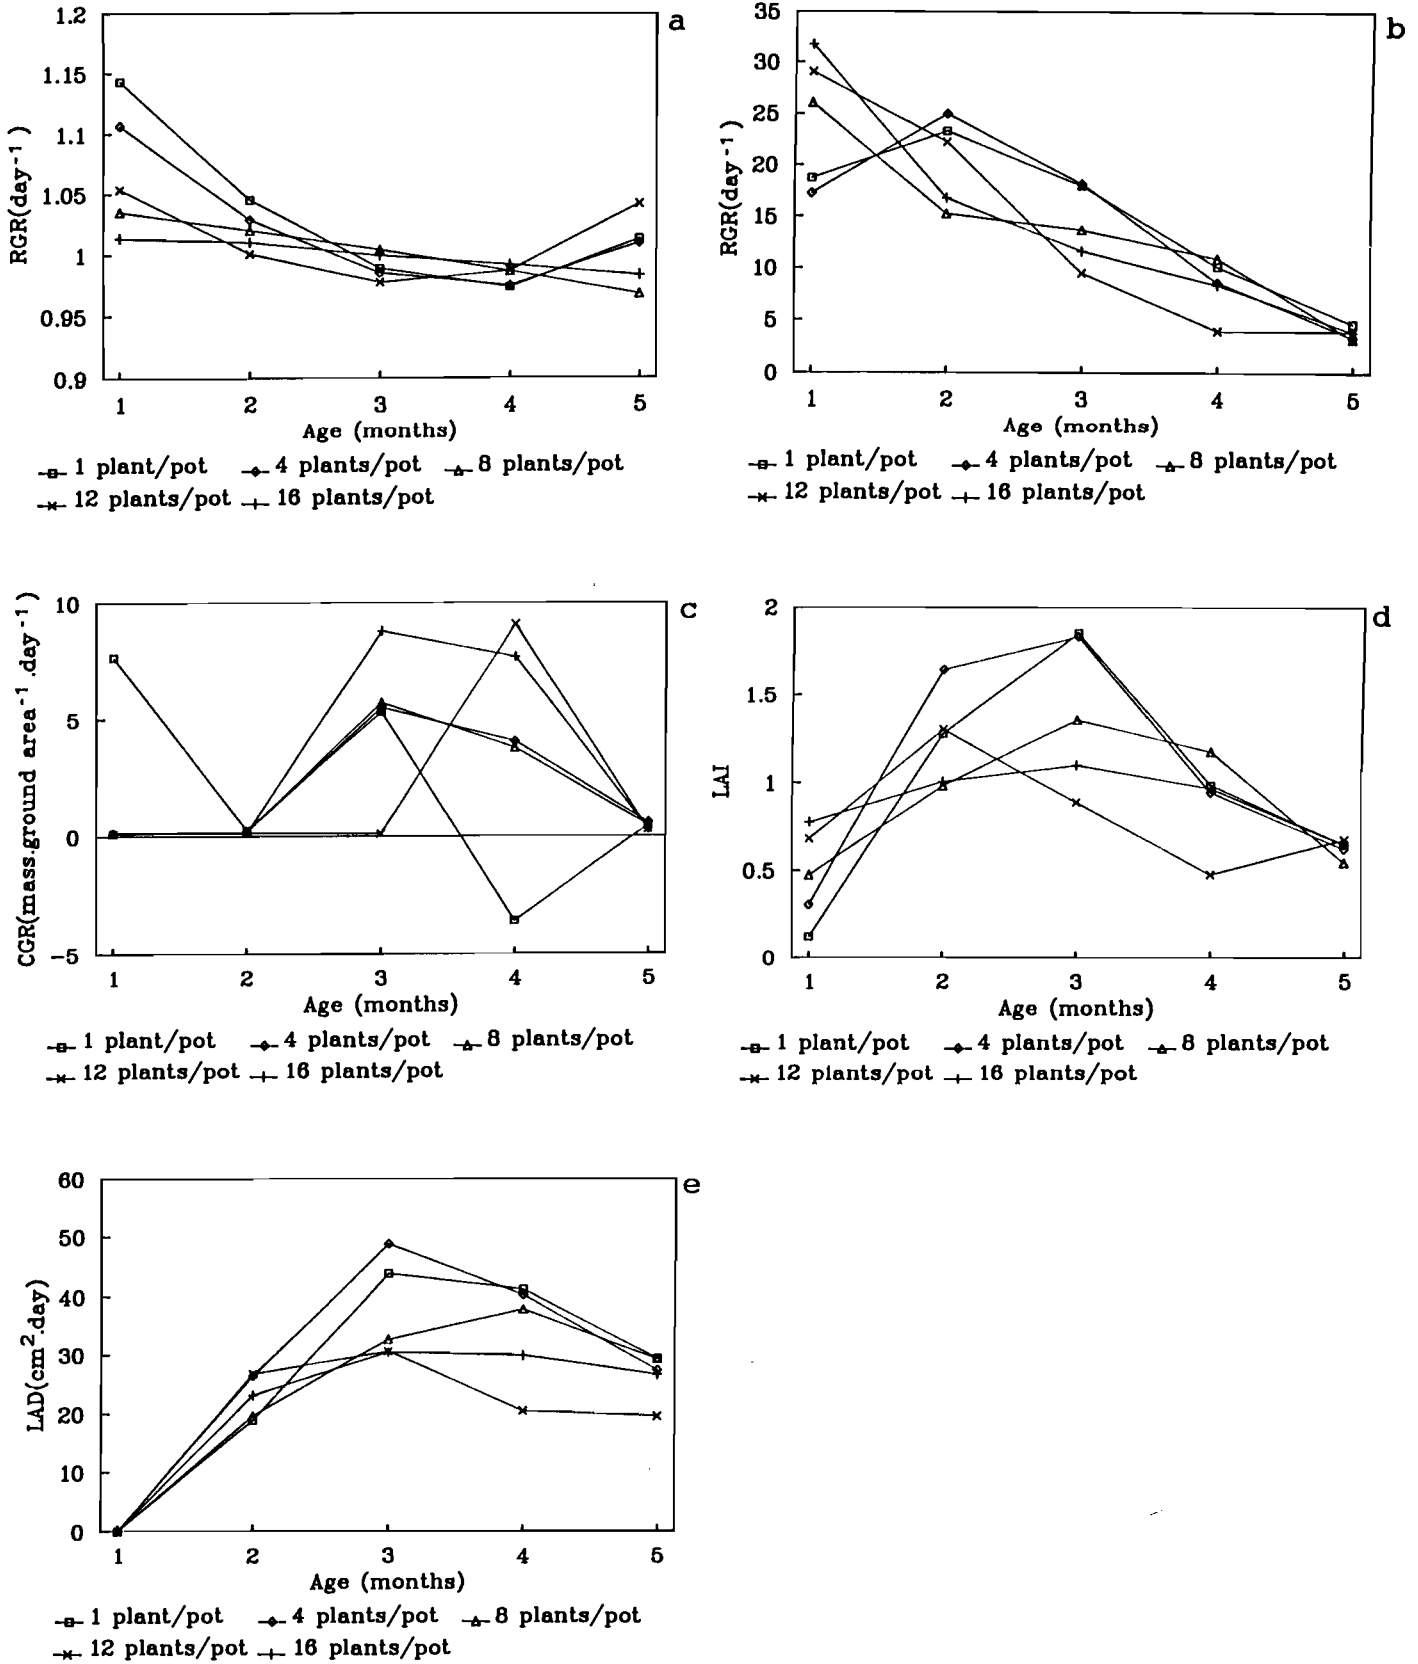 a
1.2
1.15
1.1
1.05
1
0.95
0.9
RGR(day-1)
1 2 3 4 5
Age (months)
1 plant/pot 4 plants/pot 8 plants/pot
12 plants/pot 16 plants/pot
b
35
30
25
20
15
10
5
0
RGR(day-1)
1 2 3 4 5
Age (months)
1 plant/pot 4 plants/pot 8 plants/pot
12 plants/pot 16 plants/pot
c
10
5
0
-5
CGR(mass.ground area-1.day-1)
1 2 3 4 5
Age (months)
1 plant/pot 4 plants/pot 8 plants/pot
12 plants/pot 16 plants/pot
d
2
1.5
1
0.5
0
LAI
1 2 3 4 5
Age (months)
1 plant/pot 4 plants/pot 8 plants/pot
12 plants/pot 16 plants/pot
e
60
50
40
30
20
10
0
LAD(cm2.day)
1 2 3 4 5
Age (months)
1 plant/pot 4 plants/pot 8 plants/pot
12 plants/pot 16 plants/pot